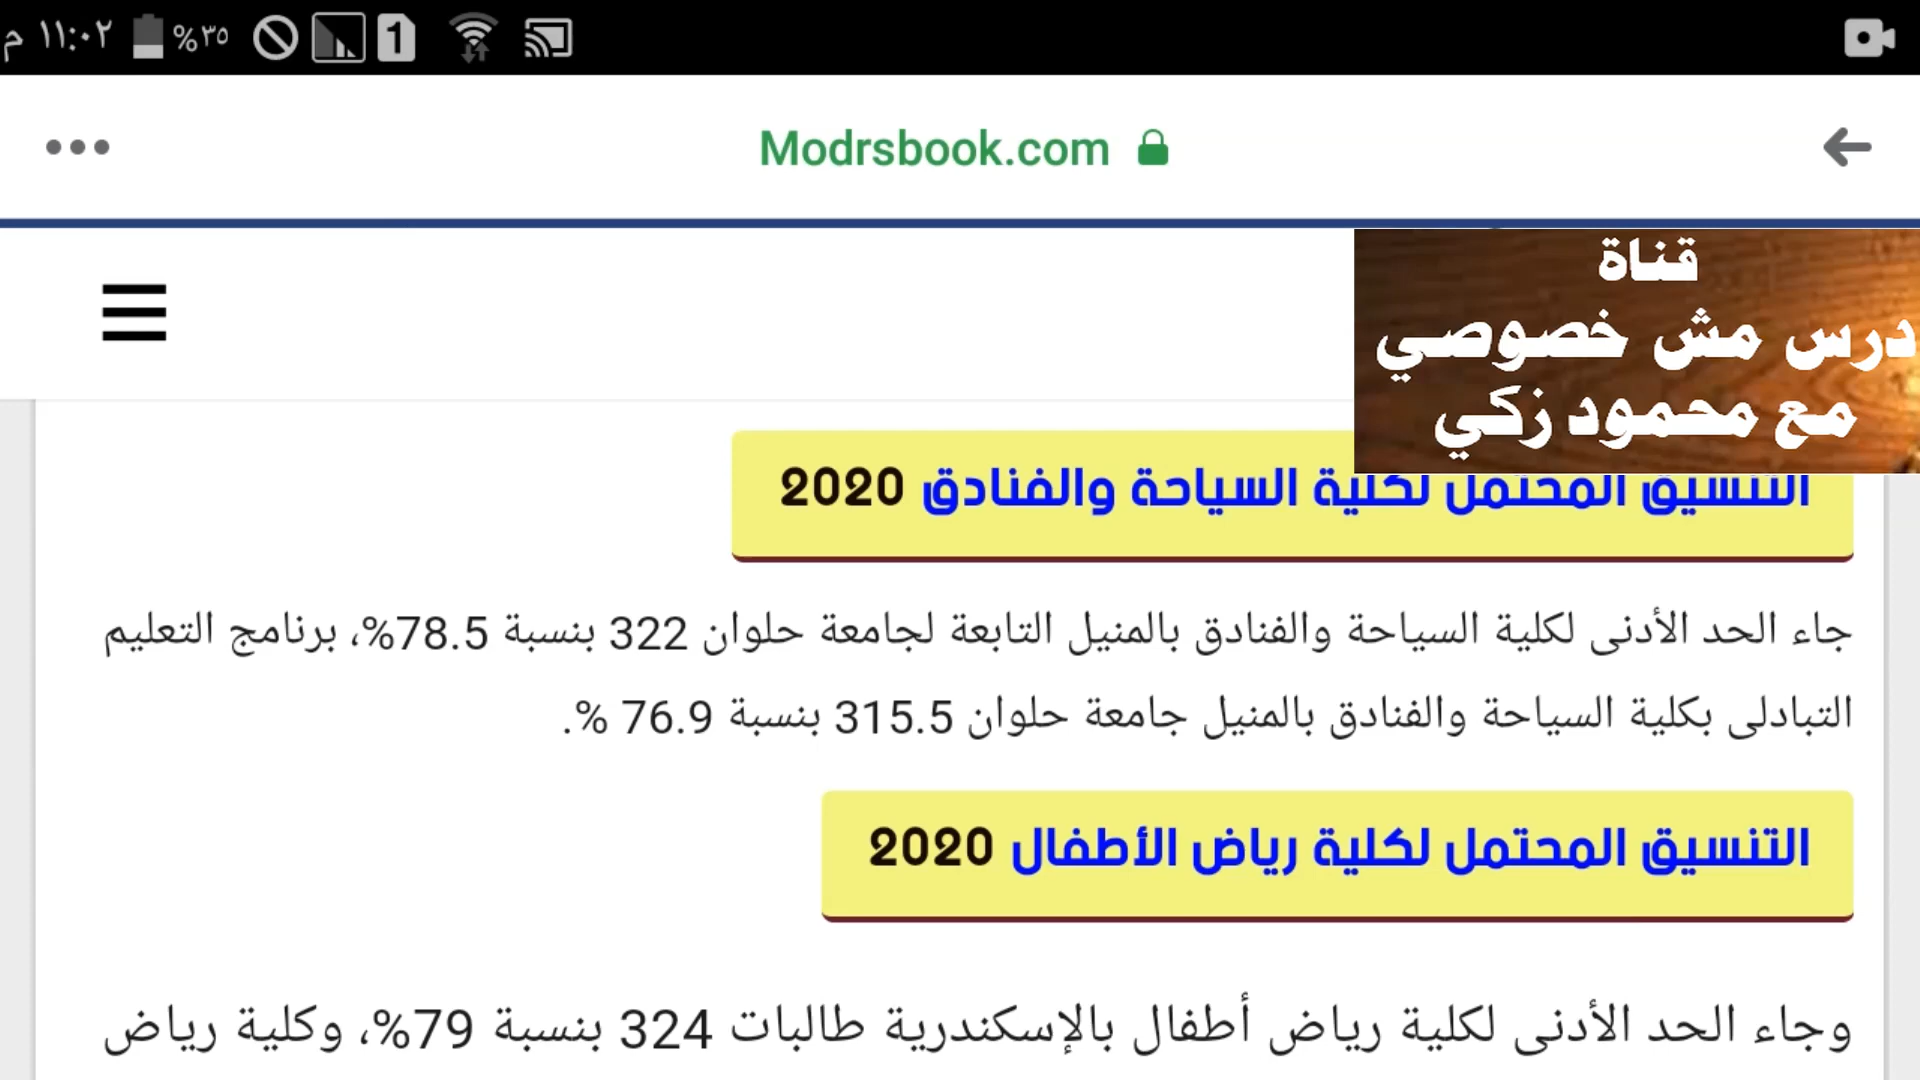 م ١١:٠٢ %٣٥ 1
Modrsbook.com
قناة
درس مش خصوصي
مع محمود زكي
التنسيق المحتمل لكلية السياحة والفنادق 2020
جاء الحد الأدنى لكلية السياحة والفنادق بالمنيل التابعة لجامعة حلوان 322 بنسبة 78.5%، برنامج التعليم
التبادلى بكلية السياحة والفنادق بالمنيل جامعة حلوان 315.5 بنسبة 76.9 %.
التنسيق المحتمل لكلية رياض الأطفال 2020
وجاء الحد الأدنى لكلية رياض أطفال بالإسكندرية طالبات 324 بنسبة 79%، وكلية رياض